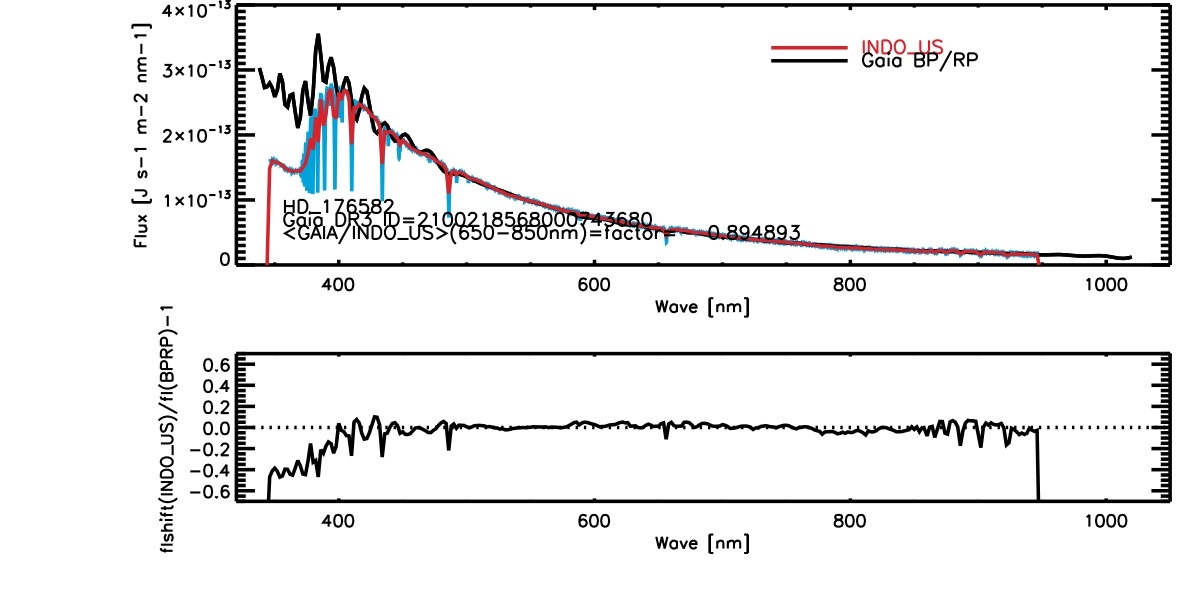 4×10−13
3×10−13
2×10−13
1×10−13
0
Flux [J s−1 m−2 nm−1]
INDO_US
Gaia BP/RP
HD_176582
Gaia DR3 ID=2100218568000743680
<GAIA/INDO_US>(650−850nm)=factor= 0.894893
400 600 800 1000
Wave [nm]
flshift(INDO_US)/fl(BPRP)−1
0.6
0.4
0.2
0.0
−0.2
−0.4
−0.6
400 600 800 1000
Wave [nm]